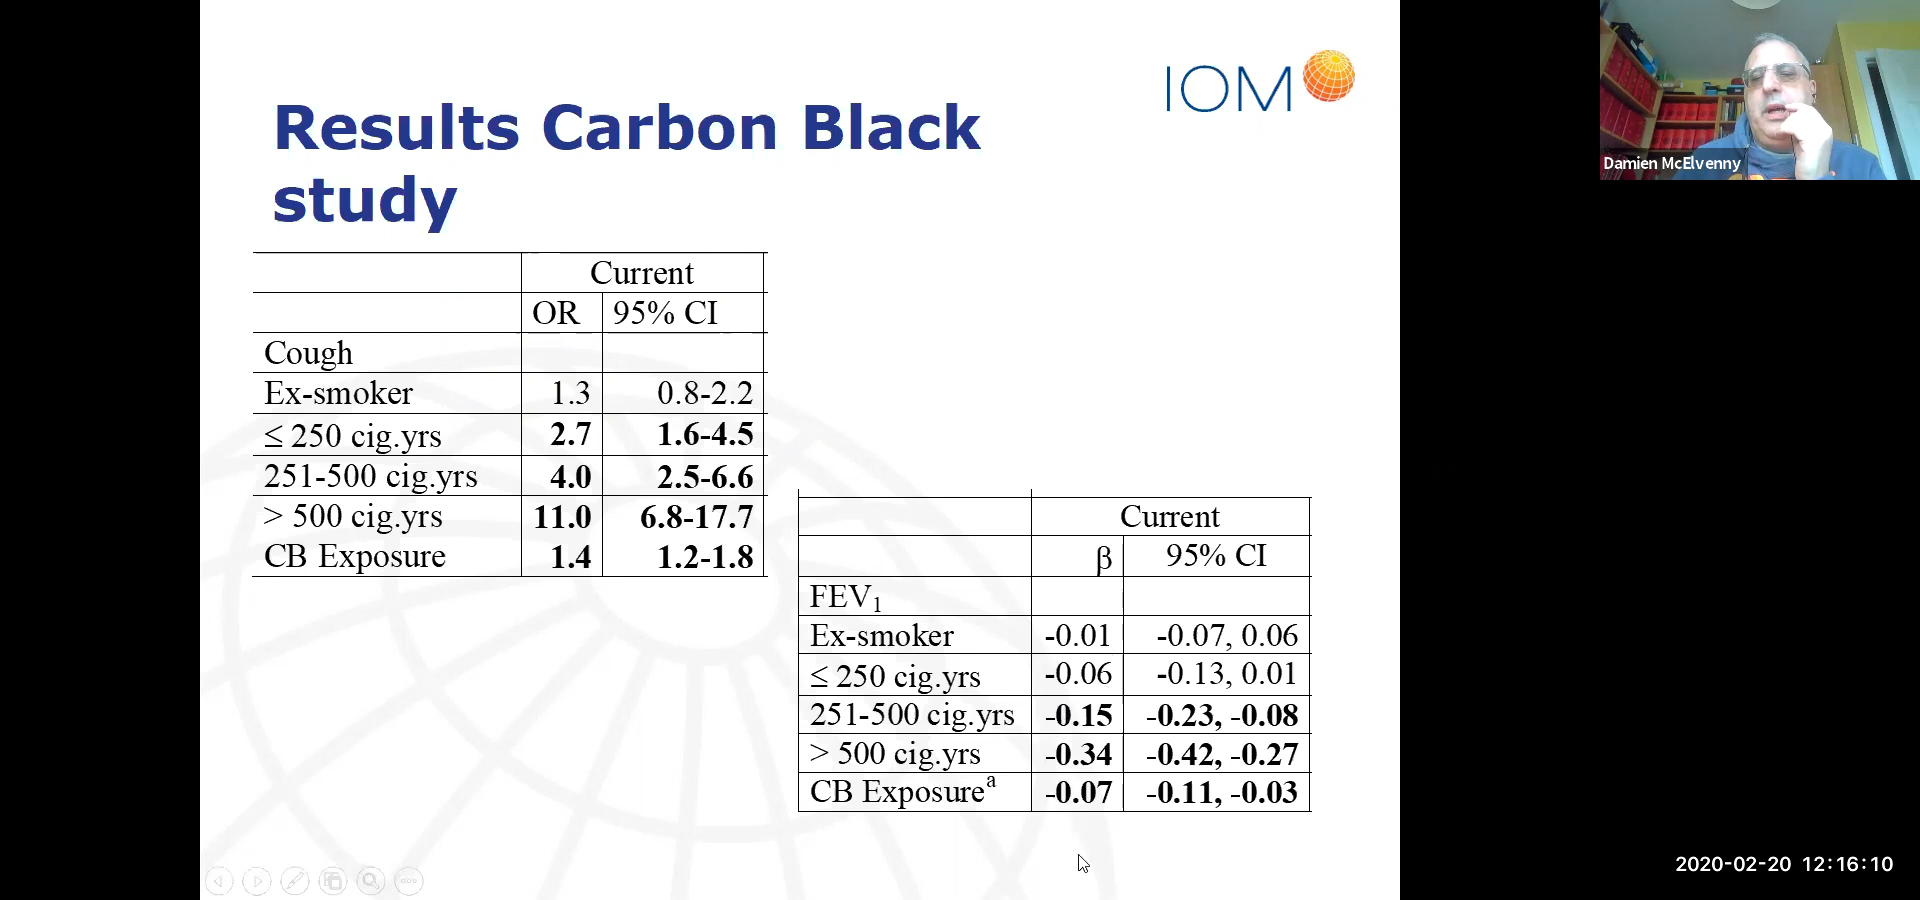 Results Carbon Black
study
IOM
Current
OR 95% CI
Cough
Ex-smoker 1.3 0.8-2.2
≤ 250 cig.yrs 2.7 1.6-4.5
251-500 cig.yrs 4.0 2.5-6.6
> 500 cig.yrs 11.0 6.8-17.7
CB Exposure 1.4 1.2-1.8
Current
β 95% CI
FEV₁
Ex-smoker -0.01 -0.07, 0.06
≤ 250 cig.yrs -0.06 -0.13, 0.01
251-500 cig.yrs -0.15 -0.23, -0.08
> 500 cig.yrs -0.34 -0.42, -0.27
CB Exposureᵃ -0.07 -0.11, -0.03
Damien McElvenny
2020-02-20 12:16:10